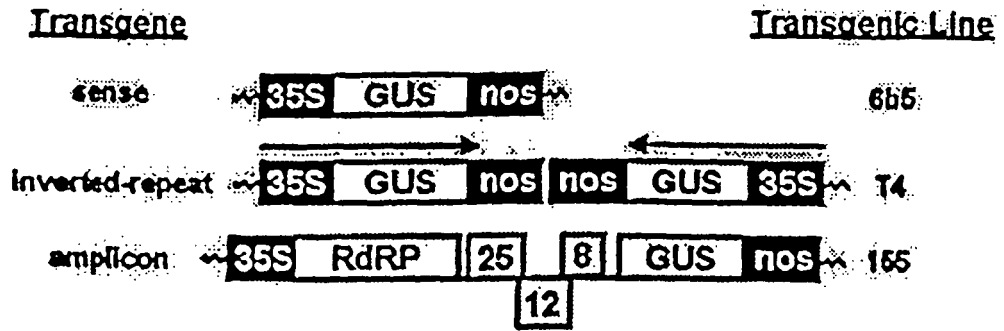 Transgene Transgenic Line
sense 35S GUS nos 6b5
inverted-repeat 35S GUS nos nos GUS 35S T4
amplicon 35S RdRP 25 8 GUS nos 155
12